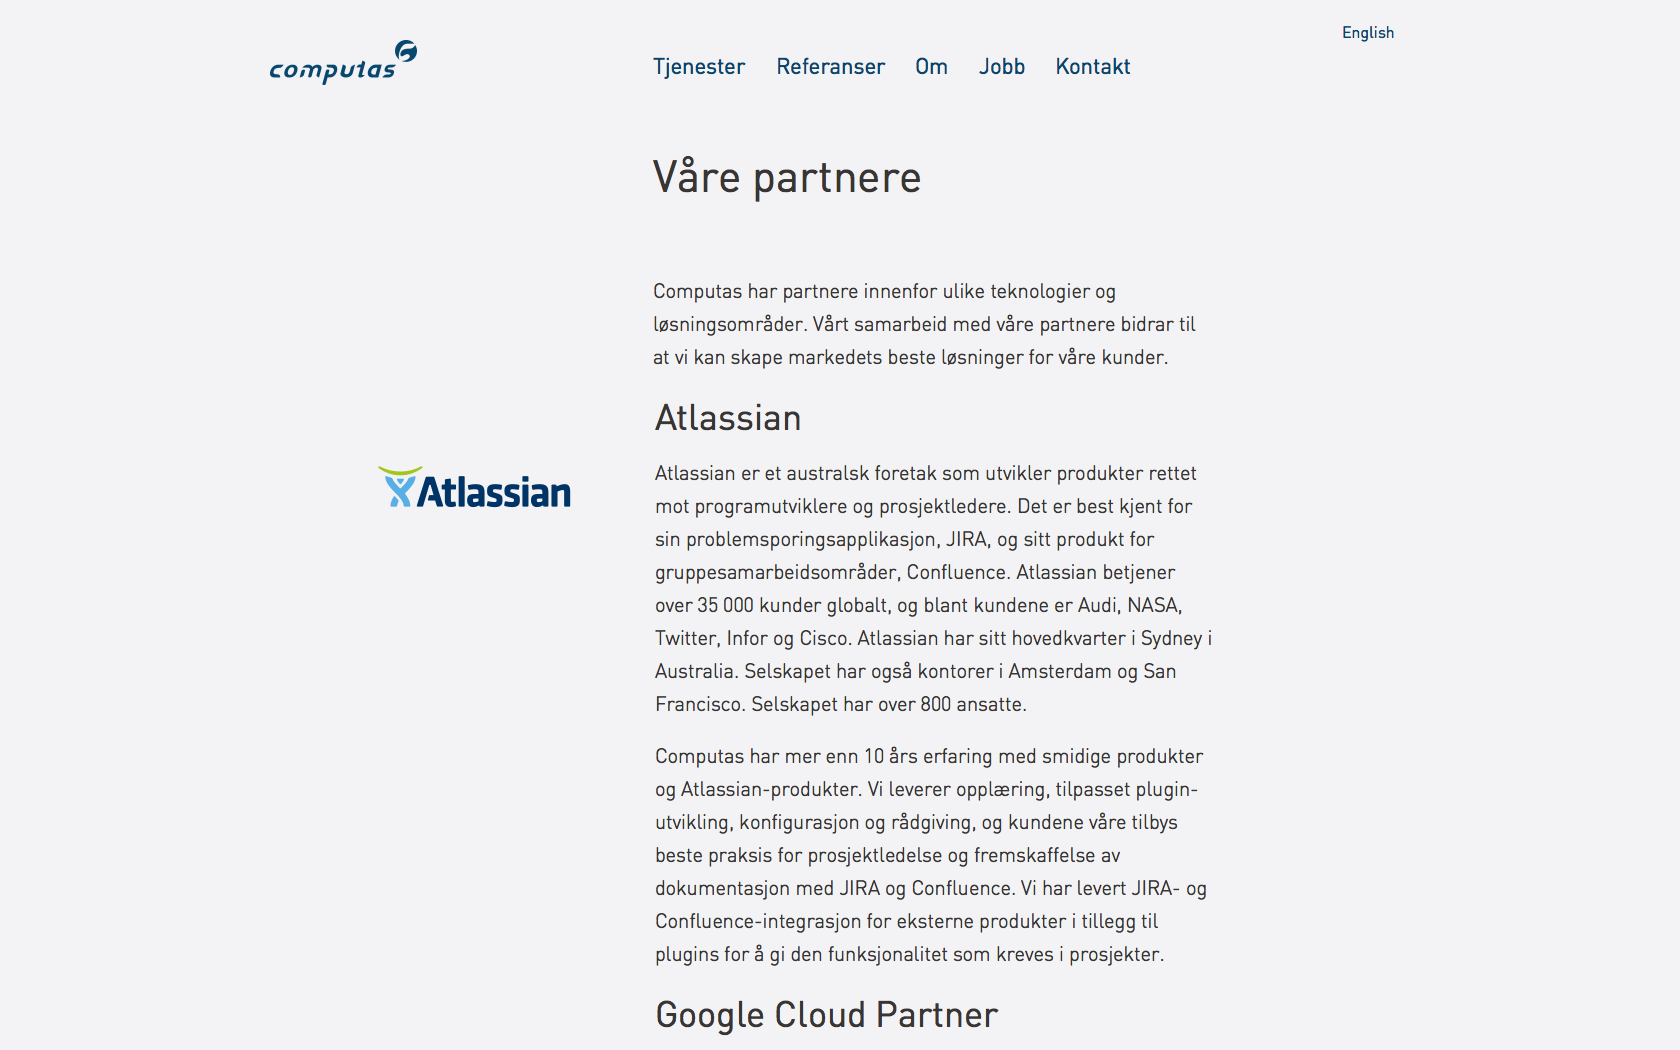 English
computas
Tjenester Referanser Om Jobb Kontakt
Våre partnere
Computas har partnere innenfor ulike teknologier og
løsningsområder. Vårt samarbeid med våre partnere bidrar til
at vi kan skape markedets beste løsninger for våre kunder.
Atlassian
Atlassian
Atlassian er et australsk foretak som utvikler produkter rettet
mot programutviklere og prosjektledere. Det er best kjent for
sin problemsporingsapplikasjon, JIRA, og sitt produkt for
gruppesamarbeidsområder, Confluence. Atlassian betjener
over 35 000 kunder globalt, og blant kundene er Audi, NASA,
Twitter, Infor og Cisco. Atlassian har sitt hovedkvarter i Sydney i
Australia. Selskapet har også kontorer i Amsterdam og San
Francisco. Selskapet har over 800 ansatte.
Computas har mer enn 10 års erfaring med smidige produkter
og Atlassian-produkter. Vi leverer opplæring, tilpasset plugin-
utvikling, konfigurasjon og rådgiving, og kundene våre tilbys
beste praksis for prosjektledelse og fremskaffelse av
dokumentasjon med JIRA og Confluence. Vi har levert JIRA- og
Confluence-integrasjon for eksterne produkter i tillegg til
plugins for å gi den funksjonalitet som kreves i prosjekter.
Google Cloud Partner